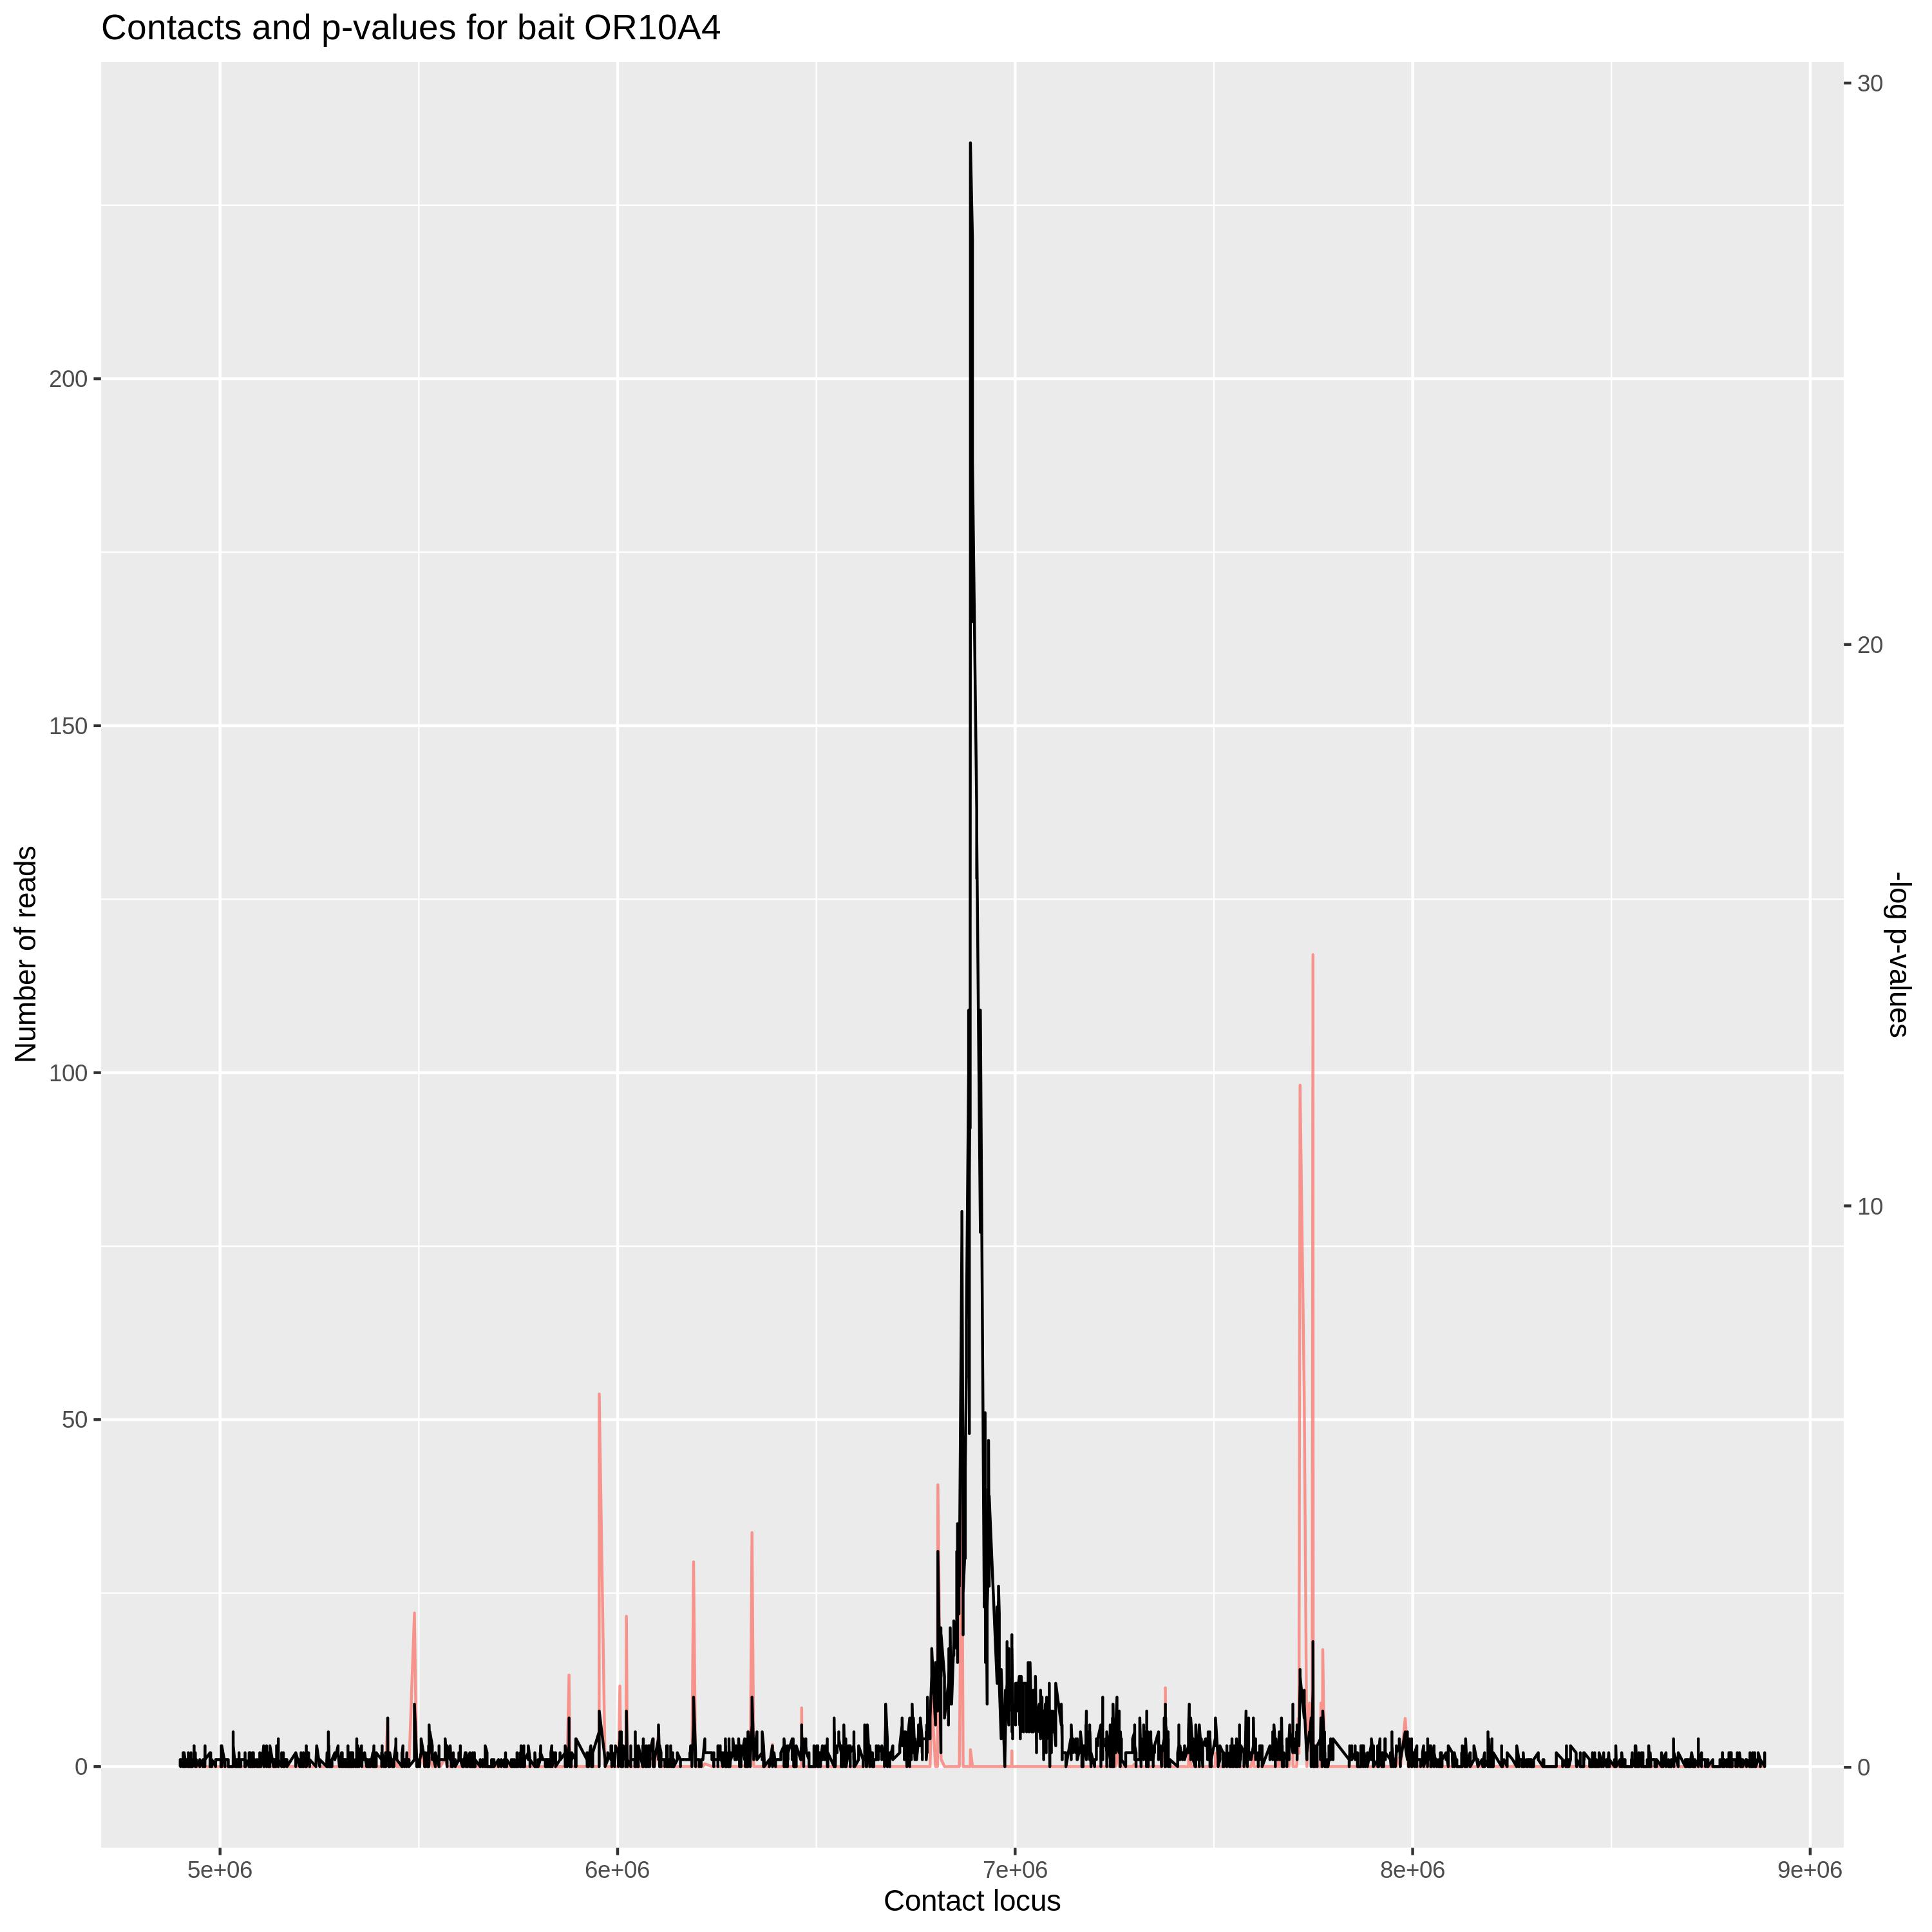 Contacts and p-values for bait OR10A4
Number of reads
200
150
100
50
0
30
20
10
0
-log p-values
5e+06
6e+06
7e+06
8e+06
9e+06
Contact locus